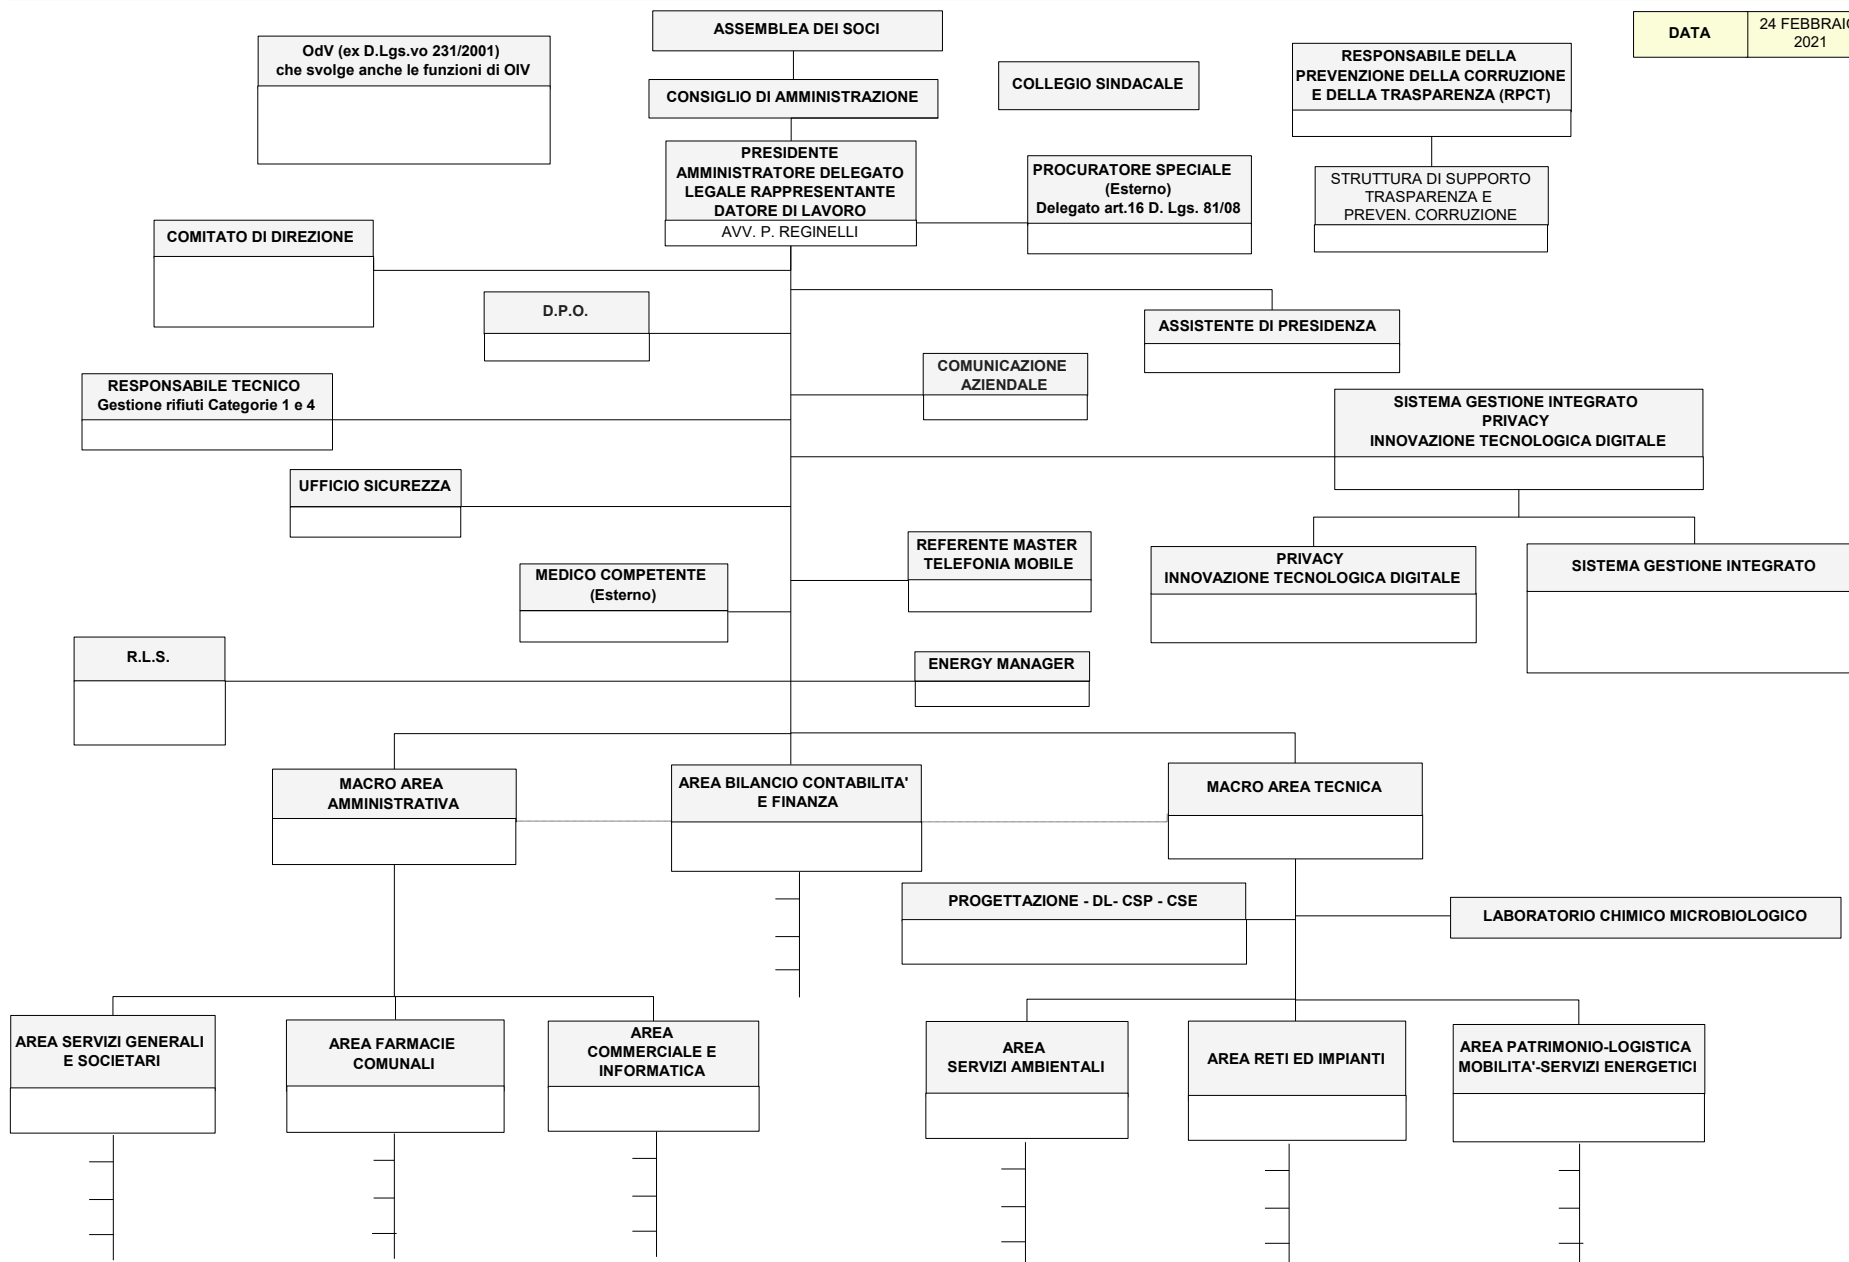 ASSEMBLEA DEI SOCI
DATA
24 FEBBRAIO
2021
OdV (ex D.Lgs.vo 231/2001)
che svolge anche le funzioni di OIV
RESPONSABILE DELLA
PREVENZIONE DELLA CORRUZIONE
E DELLA TRASPARENZA (RPCT)
COLLEGIO SINDACALE
CONSIGLIO DI AMMINISTRAZIONE
PRESIDENTE
AMMINISTRATORE DELEGATO
LEGALE RAPPRESENTANTE
DATORE DI LAVORO
AVV. P. REGINELLI
PROCURATORE SPECIALE
(Esterno)
Delegato art.16 D. Lgs. 81/08
STRUTTURA DI SUPPORTO
TRASPARENZA E
PREVEN. CORRUZIONE
COMITATO DI DIREZIONE
D.P.O.
ASSISTENTE DI PRESIDENZA
COMUNICAZIONE
AZIENDALE
RESPONSABILE TECNICO
Gestione rifiuti Categorie 1 e 4
SISTEMA GESTIONE INTEGRATO
PRIVACY
INNOVAZIONE TECNOLOGICA DIGITALE
UFFICIO SICUREZZA
REFERENTE MASTER
TELEFONIA MOBILE
PRIVACY
INNOVAZIONE TECNOLOGICA DIGITALE
SISTEMA GESTIONE INTEGRATO
MEDICO COMPETENTE
(Esterno)
R.L.S.
ENERGY MANAGER
MACRO AREA
AMMINISTRATIVA
AREA BILANCIO CONTABILITA'
E FINANZA
MACRO AREA TECNICA
PROGETTAZIONE - DL- CSP - CSE
LABORATORIO CHIMICO MICROBIOLOGICO
AREA SERVIZI GENERALI
E SOCIETARI
AREA FARMACIE
COMUNALI
AREA
COMMERCIALE E
INFORMATICA
AREA
SERVIZI AMBIENTALI
AREA RETI ED IMPIANTI
AREA PATRIMONIO-LOGISTICA
MOBILITA'-SERVIZI ENERGETICI